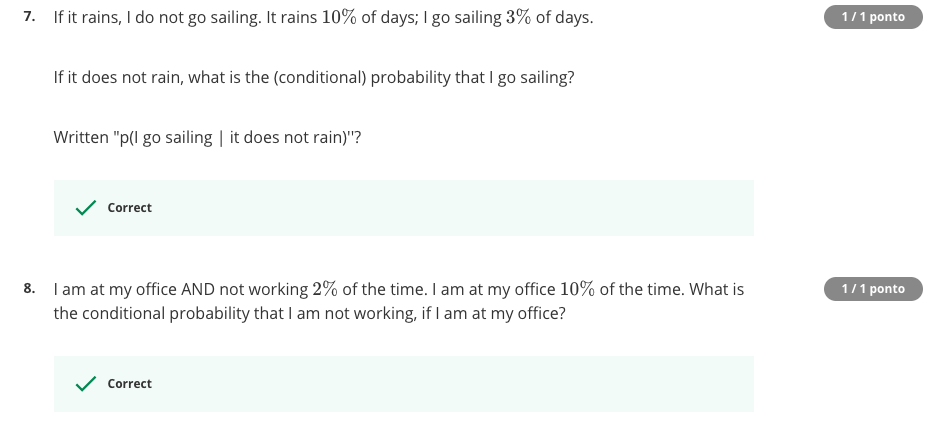 7. If it rains, I do not go sailing. It rains 10% of days; I go sailing 3% of days. 1 / 1 ponto
If it does not rain, what is the (conditional) probability that I go sailing?
Written "p(I go sailing | it does not rain)''?
Correct
8. I am at my office AND not working 2% of the time. I am at my office 10% of the time. What is 1 / 1 ponto
the conditional probability that I am not working, if I am at my office?
Correct